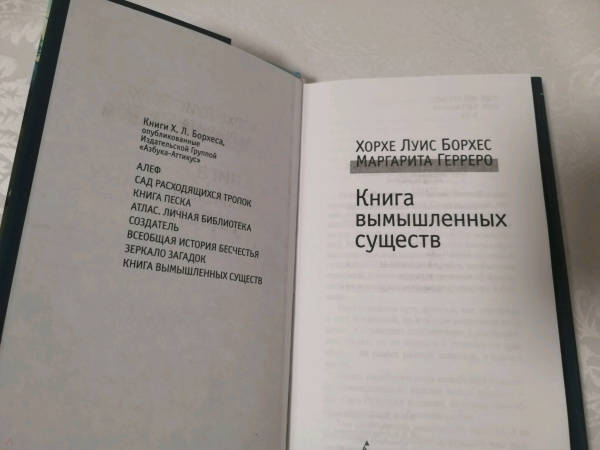 Книги Х. Л. Борхеса,
опубликованные
Издательской Группой
«Азбука-Аттикус»
АЛЕФ
САД РАСХОДЯЩИХСЯ ТРОПОК
КНИГА ПЕСКА
АТЛАС. ЛИЧНАЯ БИБЛИОТЕКА
СОЗДАТЕЛЬ
ВСЕОБЩАЯ ИСТОРИЯ БЕСЧЕСТЬЯ
ЗЕРКАЛО ЗАГАДОК
КНИГА ВЫМЫШЛЕННЫХ СУЩЕСТВ
ХОРХЕ ЛУИС БОРХЕС
МАРГАРИТА ГЕРРЕРО
Книга
вымышленных
существ